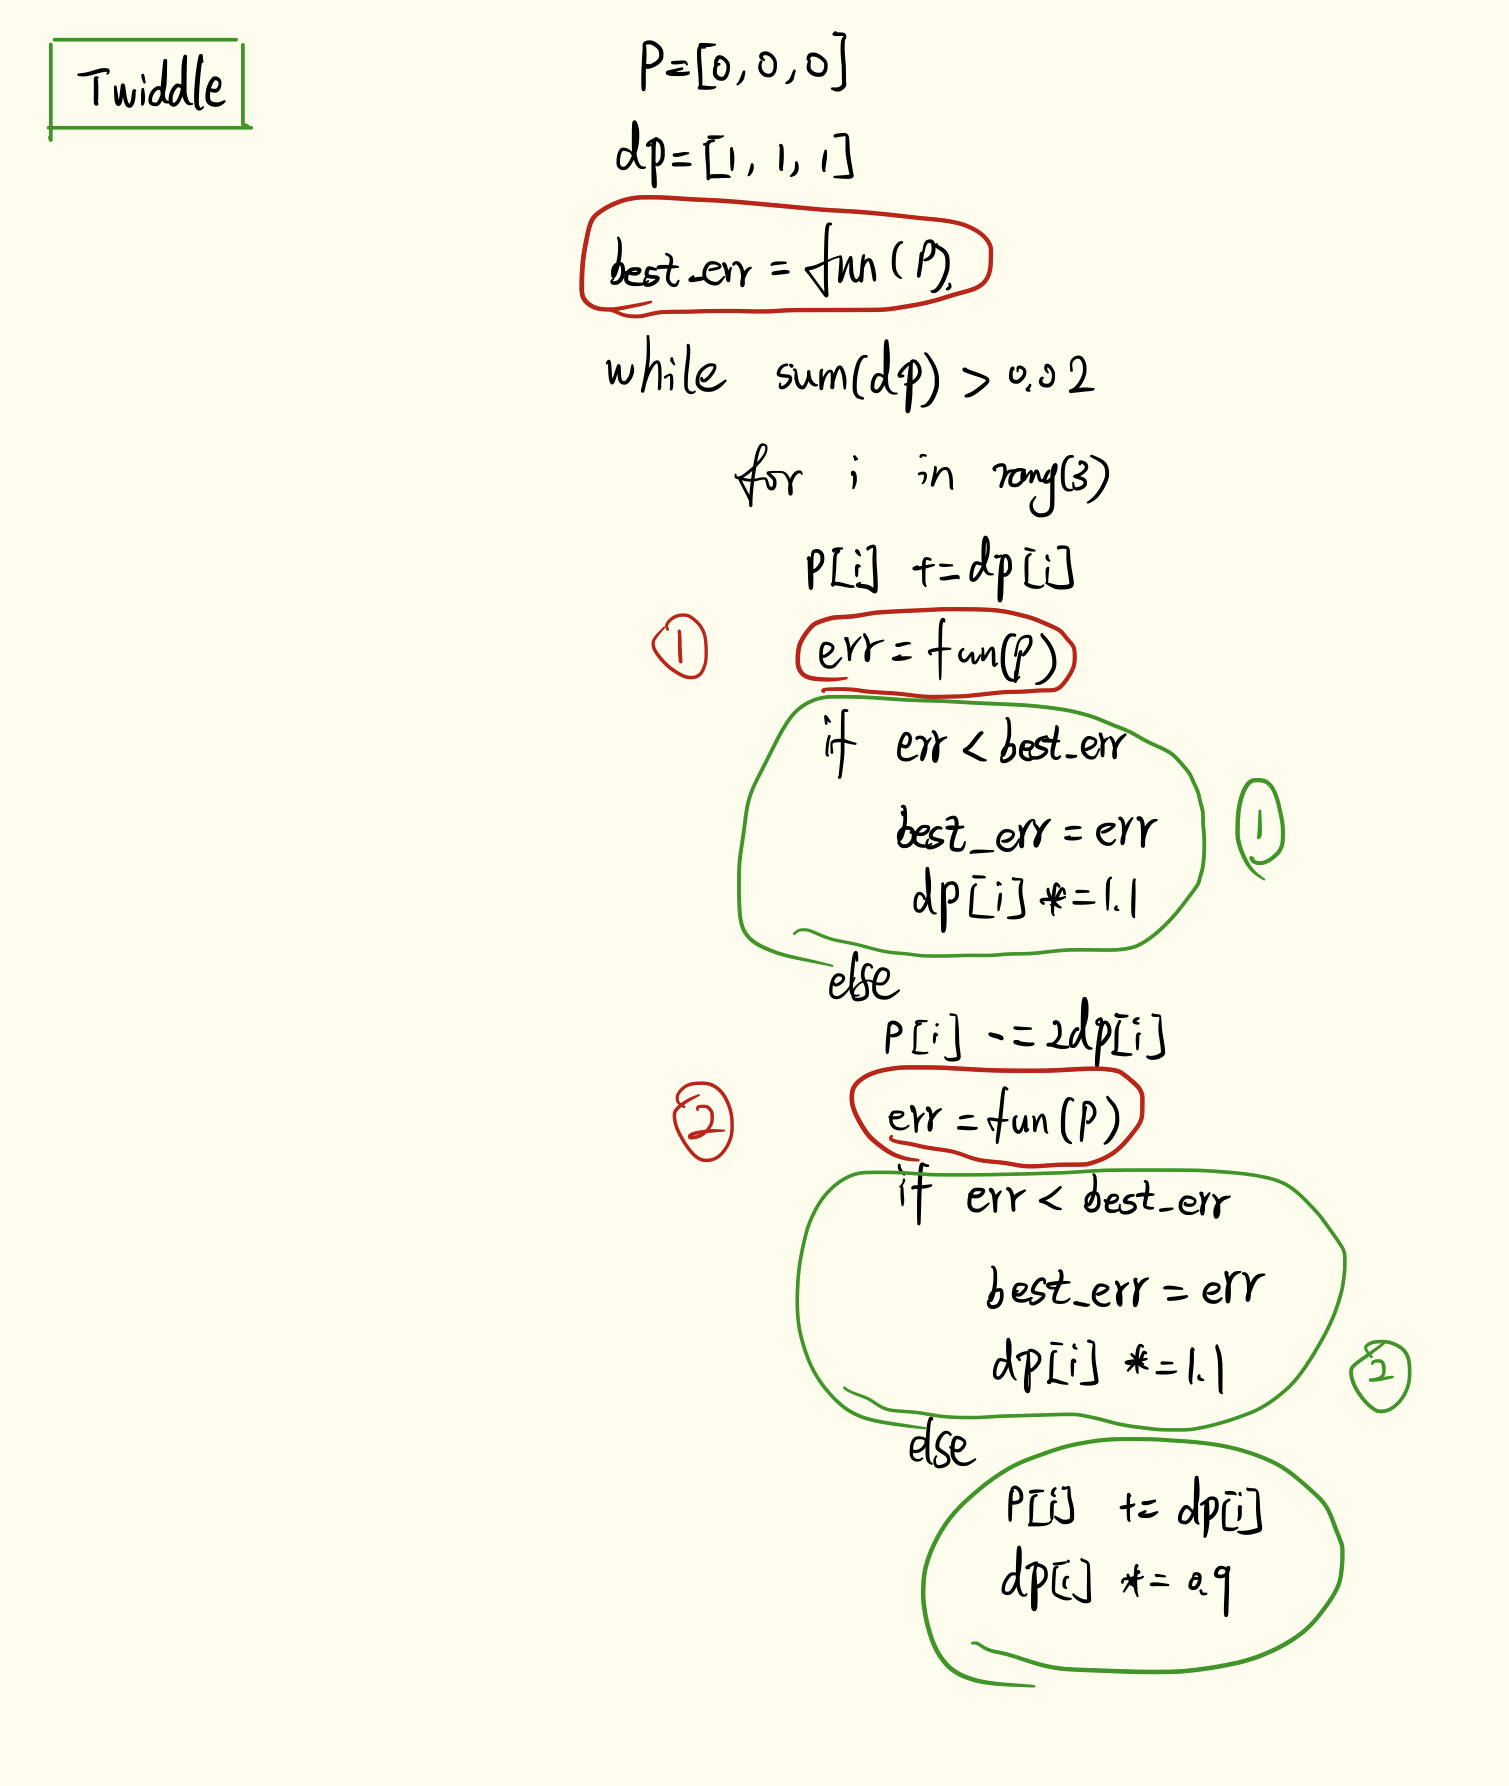 Twiddle
P=[0,0,0]
dp=[1, 1, 1]
best_err = fun(P).
while sum(dp) > 0.02
for i in rang(3)
P[i] += dp[i]
1
err = fun(P)
if err < best_err
best_err = err
1
dp[i] *= 1.1
else
P[i] -= 2dp[i]
2
err = fun(P)
if err < best_err
best_err = err
dp[i] *= 1.1
2
else
P[i] += dp[i]
dp[i] *= 0.9